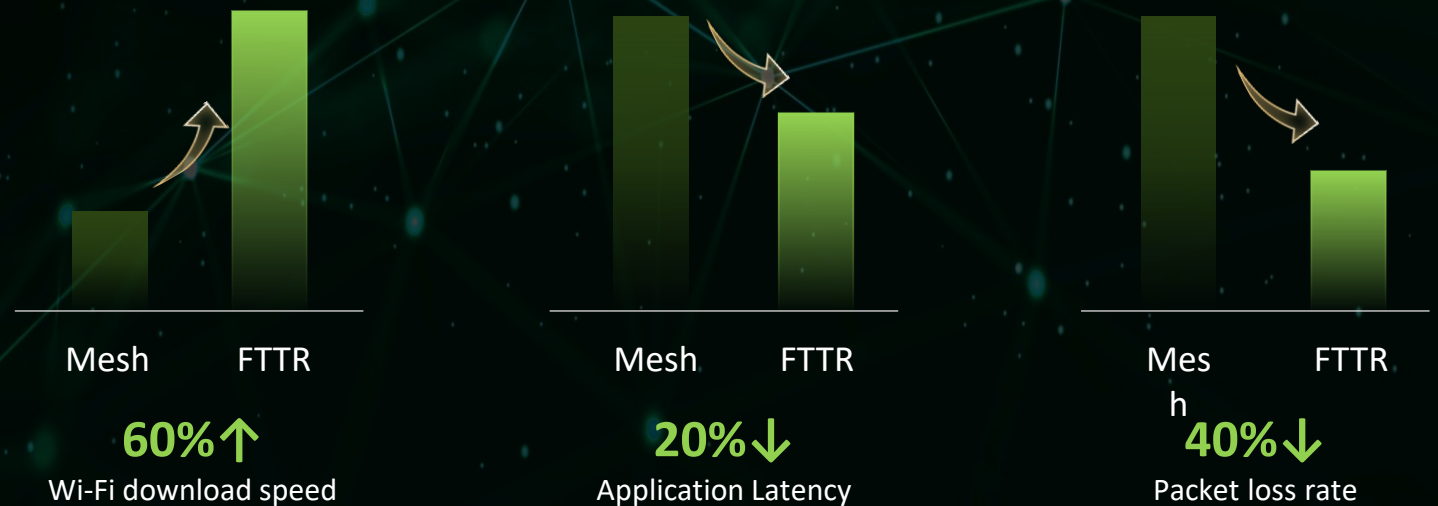 Mesh FTTR
60%↑
Wi-Fi download speed
Mesh FTTR
20%↓
Application Latency
Mes
h
FTTR
40%↓
Packet loss rate